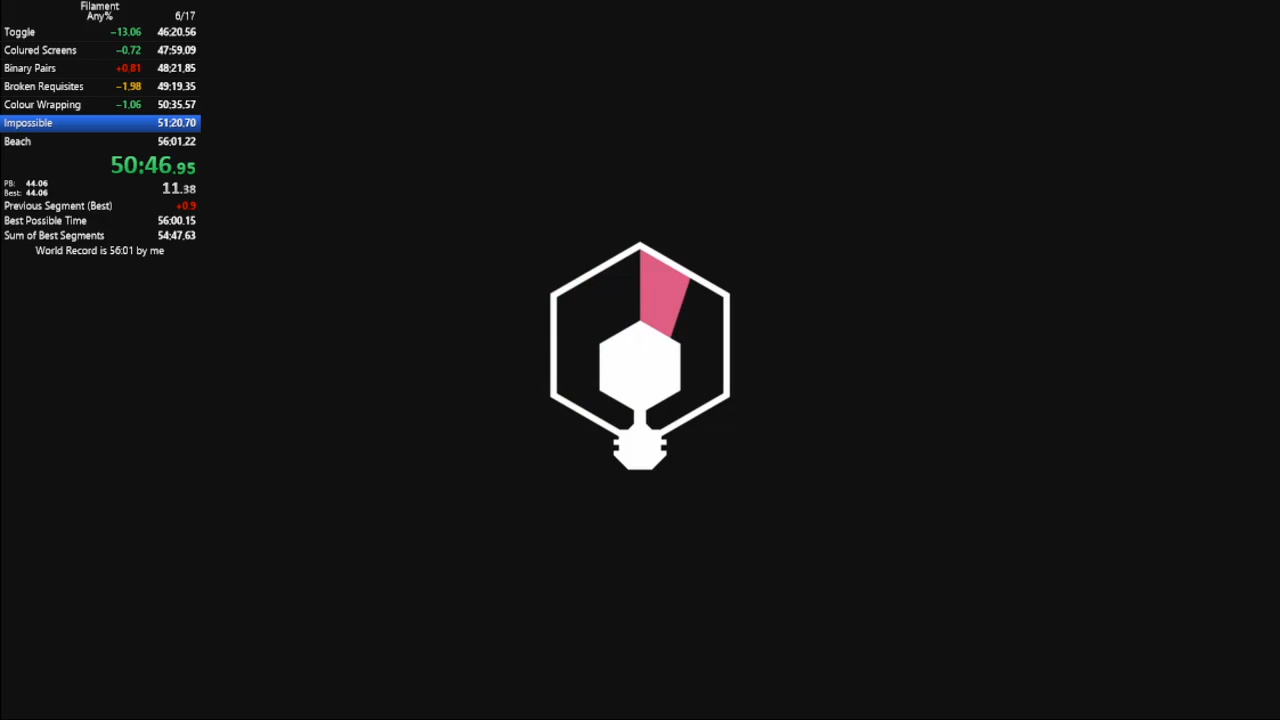 Filament
Any% 6/17
Toggle −13.06 46:20.56
Colured Screens −0.72 47:59.09
Binary Pairs +0.81 48:21.85
Broken Requisites −1.98 49:19.35
Colour Wrapping −1.06 50:35.57
Impossible 51:20.70
Beach 56:01.22
50:46.95
PB: 44.06 11.38
Best: 44.06
Previous Segment (Best) +0.9
Best Possible Time 56:00.15
Sum of Best Segments 54:47.63
World Record is 56:01 by me